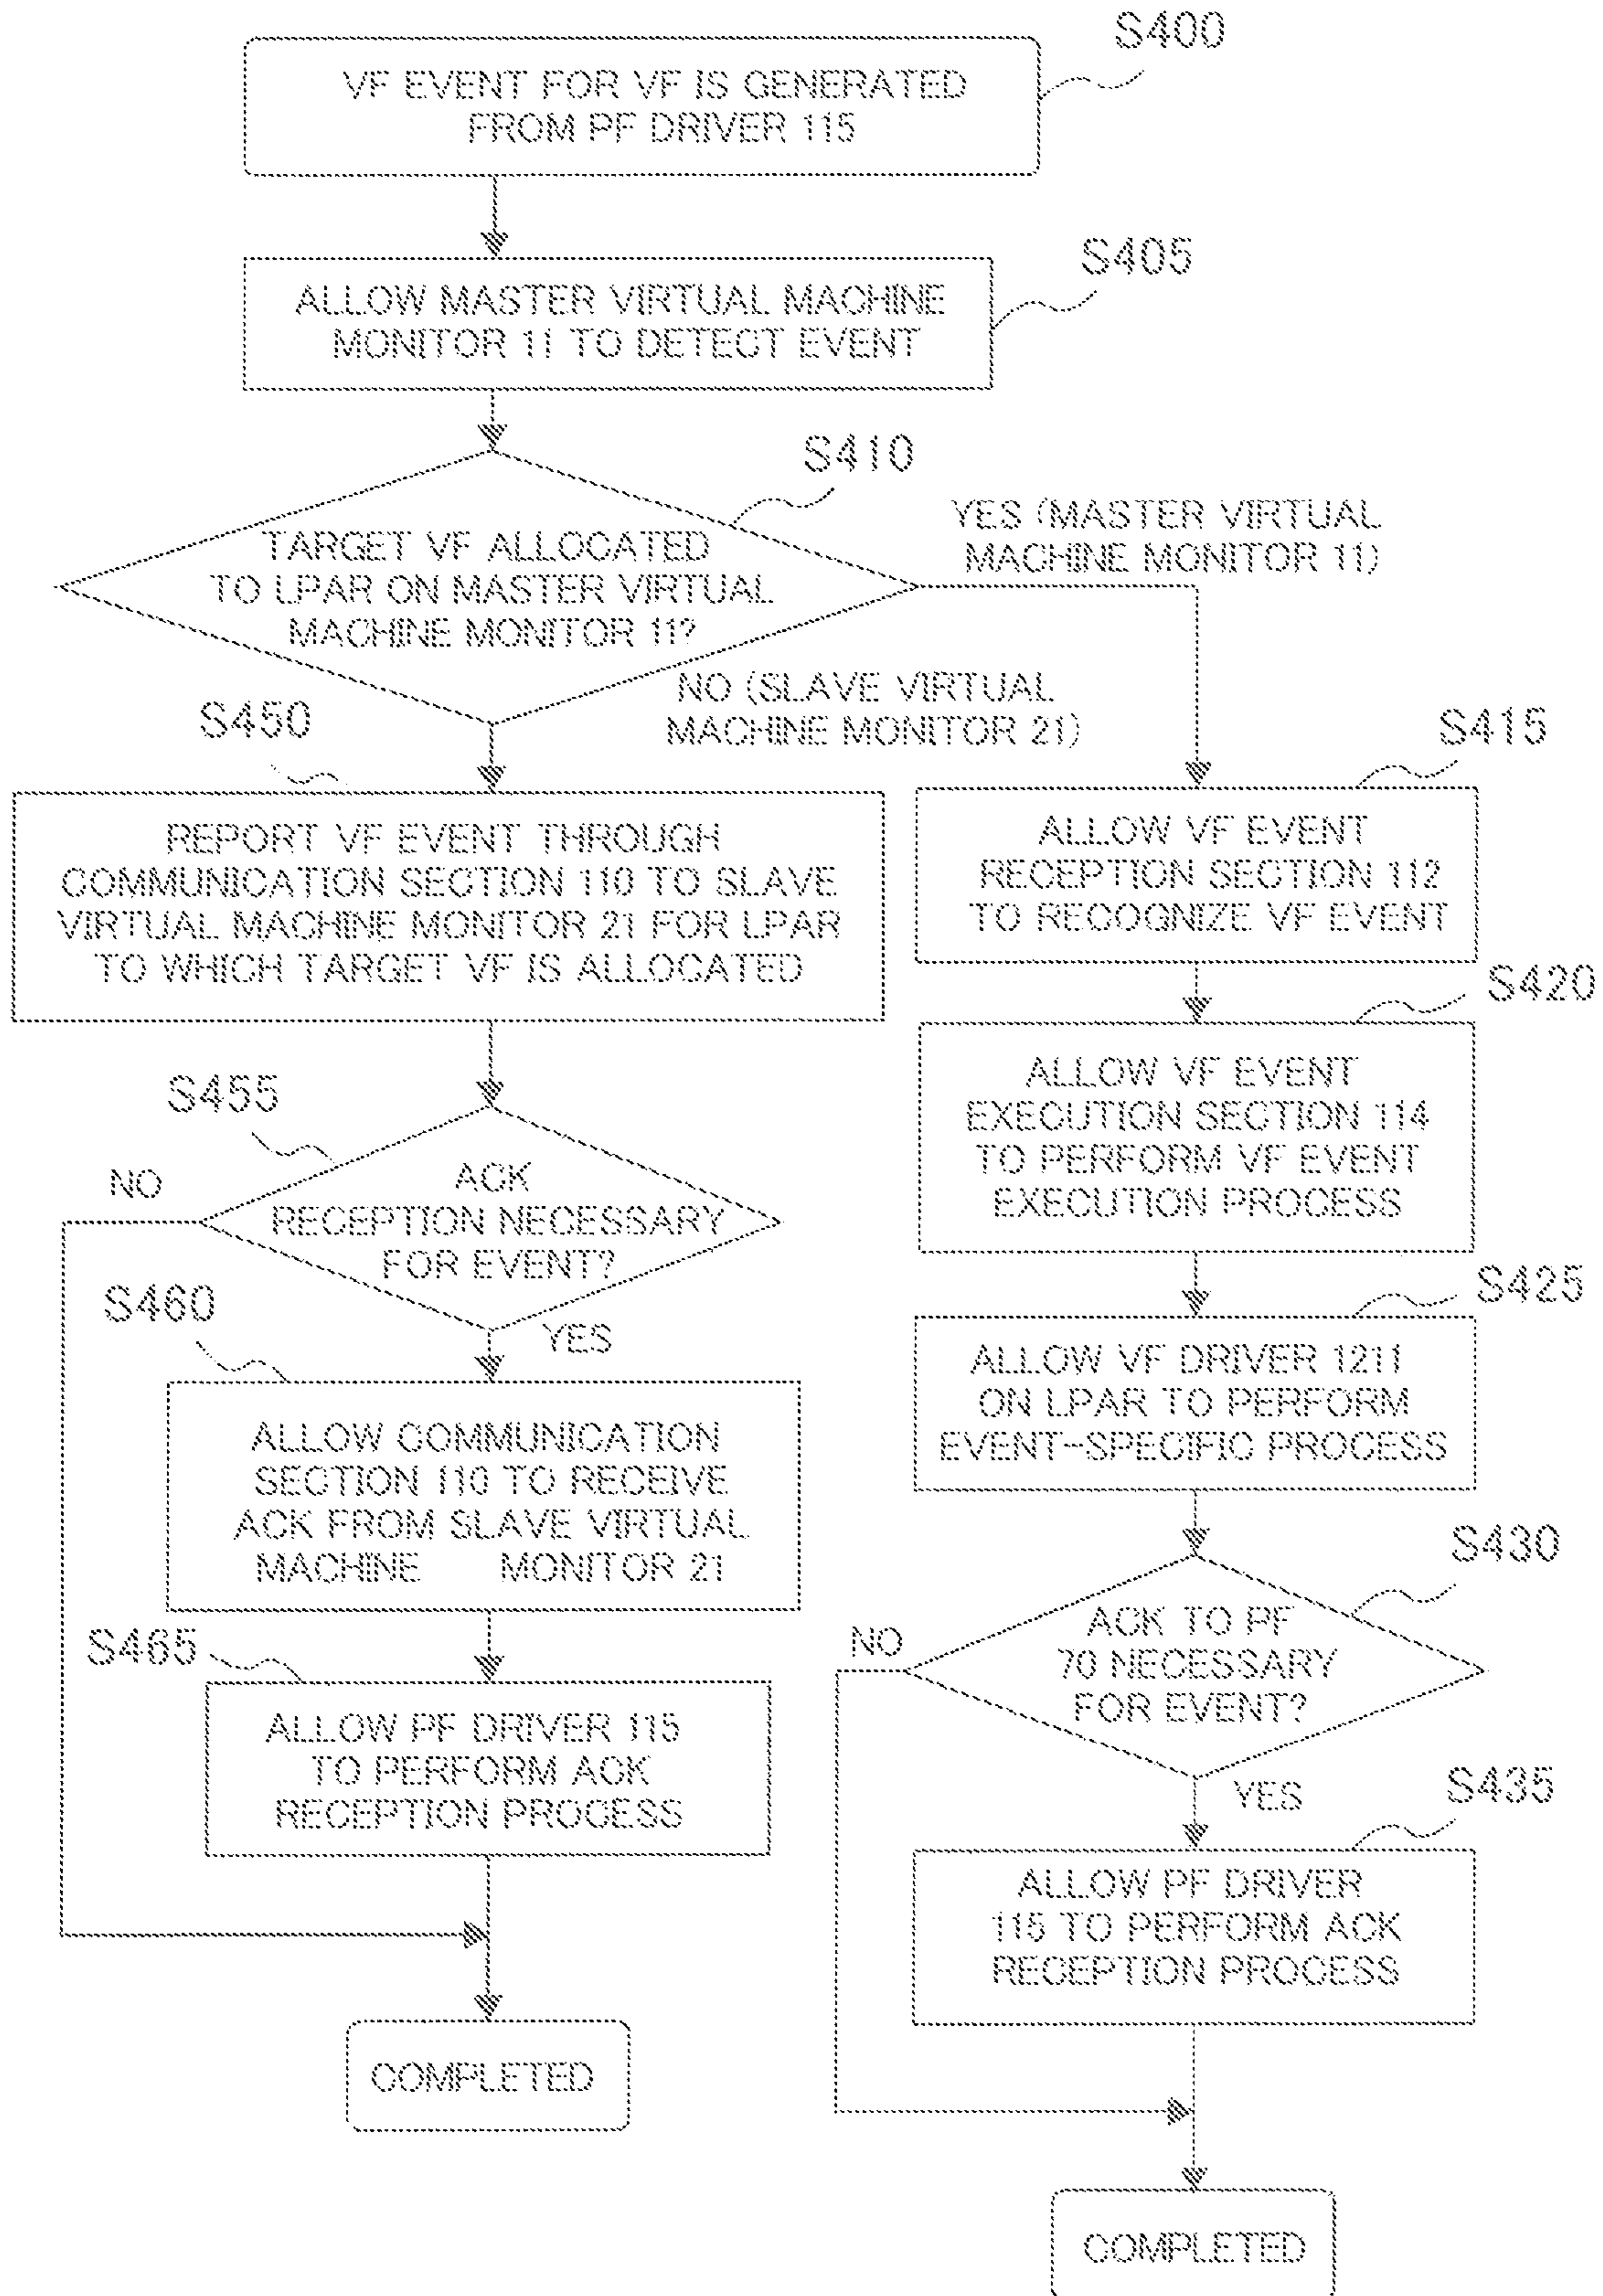 S400
VF EVENT FOR VF IS GENERATED
FROM PF DRIVER 115
S405
ALLOW MASTER VIRTUAL MACHINE
MONITOR 11 TO DETECT EVENT
S410
TARGET VF ALLOCATED
TO LPAR ON MASTER VIRTUAL
MACHINE MONITOR 11?
YES (MASTER VIRTUAL
MACHINE MONITOR 11)
NO (SLAVE VIRTUAL
MACHINE MONITOR 21)
S450
REPORT VF EVENT THROUGH
COMMUNICATION SECTION 110 TO SLAVE
VIRTUAL MACHINE MONITOR 21 FOR LPAR
TO WHICH TARGET VF IS ALLOCATED
S455
ACK
RECEPTION NECESSARY
FOR EVENT?
NO
YES
S460
ALLOW COMMUNICATION
SECTION 110 TO RECEIVE
ACK FROM SLAVE VIRTUAL
MACHINE MONITOR 21
S465
ALLOW PF DRIVER 115
TO PERFORM ACK
RECEPTION PROCESS
COMPLETED
S415
ALLOW VF EVENT
RECEPTION SECTION 112
TO RECOGNIZE VF EVENT
S420
ALLOW VF EVENT
EXECUTION SECTION 114
TO PERFORM VF EVENT
EXECUTION PROCESS
S425
ALLOW VF DRIVER 1211
ON LPAR TO PERFORM
EVENT-SPECIFIC PROCESS
S430
ACK TO PF
70 NECESSARY
FOR EVENT?
NO
YES
S435
ALLOW PF DRIVER
115 TO PERFORM ACK
RECEPTION PROCESS
COMPLETED